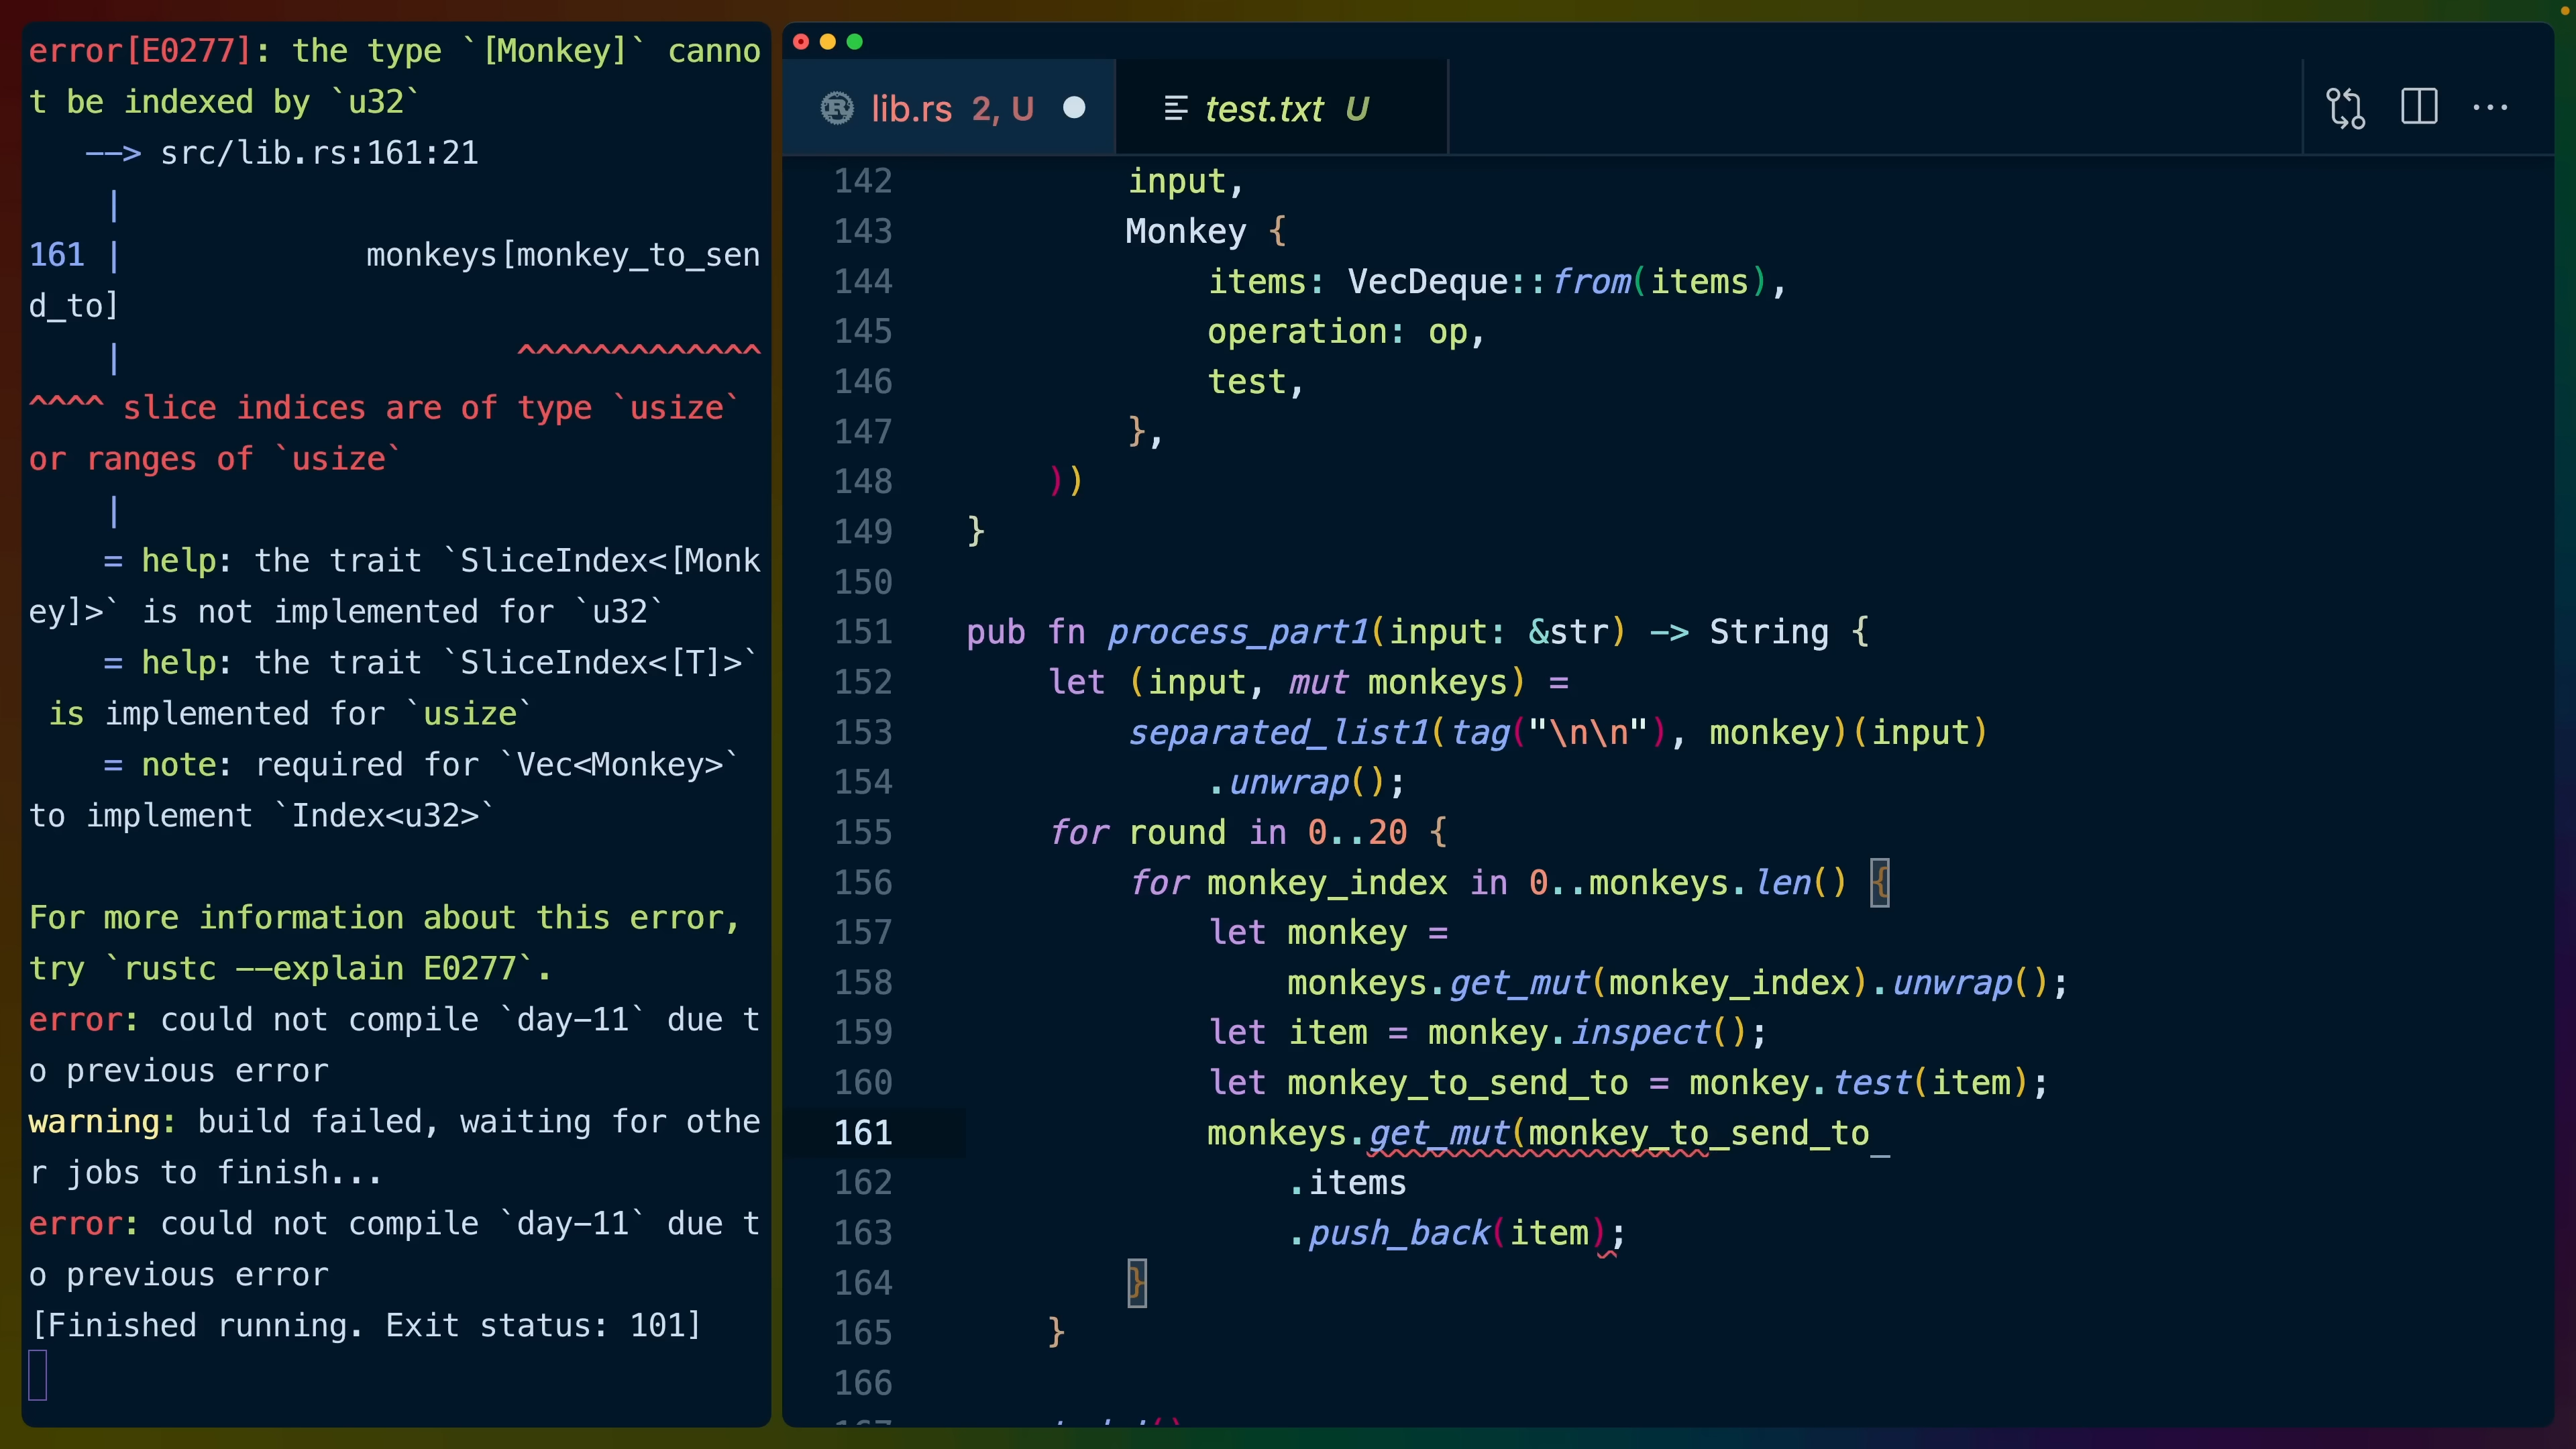 error[E0277]: the type `[Monkey]` canno
t be indexed by `u32`
--> src/lib.rs:161:21
|
161 | monkeys[monkey_to_sen
d_to]
| ^^^^^^^^^^^^^
^^^^ slice indices are of type `usize`
or ranges of `usize`
|
= help: the trait `SliceIndex<[Monk
ey]>` is not implemented for `u32`
= help: the trait `SliceIndex<[T]>`
is implemented for `usize`
= note: required for `Vec<Monkey>`
to implement `Index<u32>`
For more information about this error,
try `rustc --explain E0277`.
error: could not compile `day-11` due t
o previous error
warning: build failed, waiting for othe
r jobs to finish...
error: could not compile `day-11` due t
o previous error
[Finished running. Exit status: 101]
lib.rs 2, U
test.txt U
142 input,
143 Monkey {
144 items: VecDeque::from(items),
145 operation: op,
146 test,
147 },
148 ))
149 }
150
151 pub fn process_part1(input: &str) -> String {
152 let (input, mut monkeys) =
153 separated_list1(tag("\n\n"), monkey)(input)
154 .unwrap();
155 for round in 0..20 {
156 for monkey_index in 0..monkeys.len() {
157 let monkey =
158 monkeys.get_mut(monkey_index).unwrap();
159 let item = monkey.inspect();
160 let monkey_to_send_to = monkey.test(item);
161 monkeys.get_mut(monkey_to_send_to
162 .items
163 .push_back(item);
164 }
165 }
166